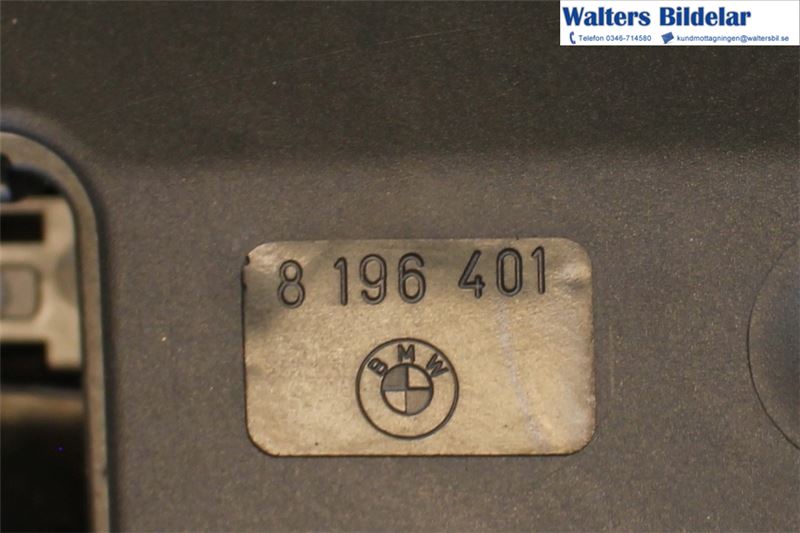 Walters Bildelar
Telefon 0346-714580 kundmottagningen@waltersbil.se
8 196 401
BMW